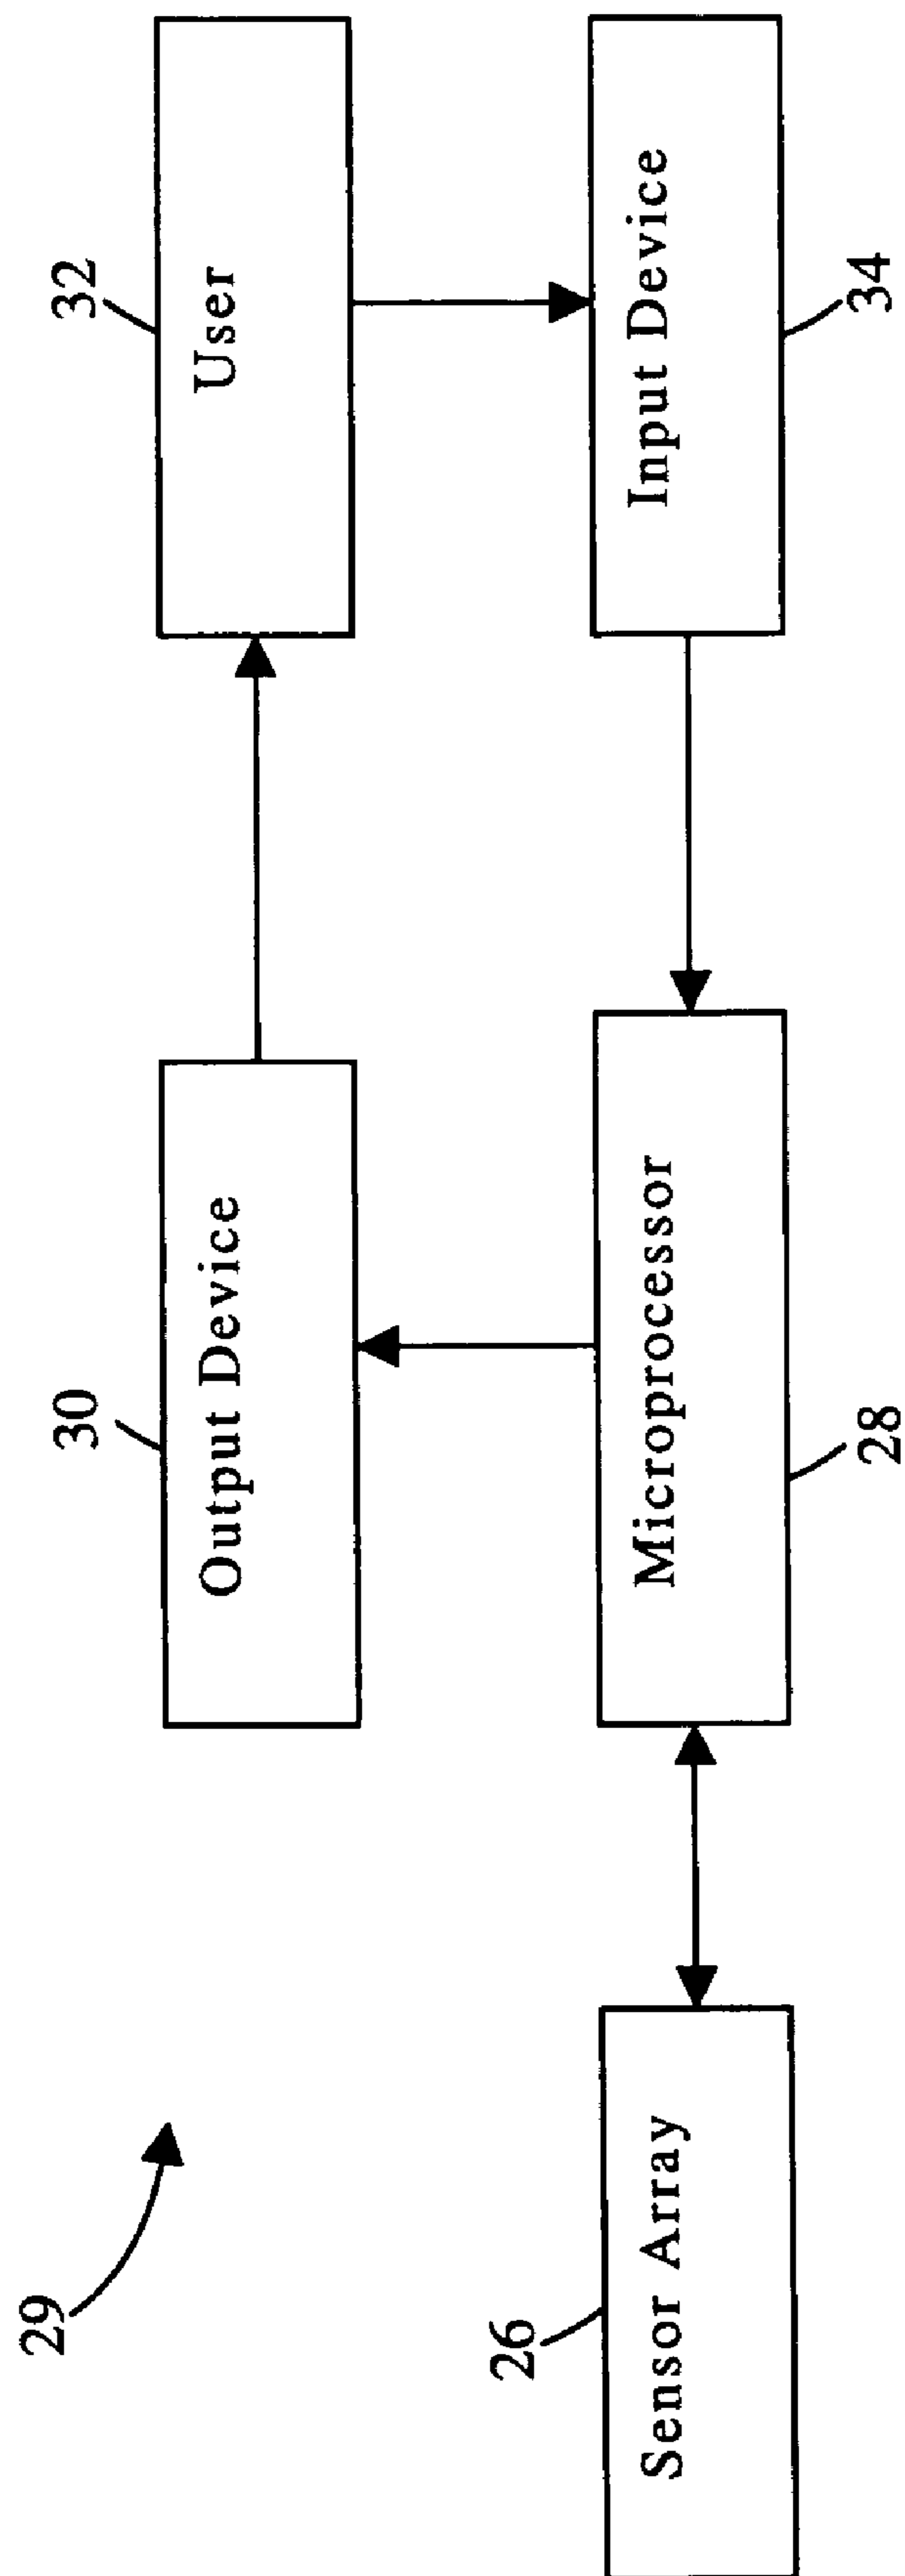 29
30
32
Output Device
User
26
Sensor Array
Microprocessor
Input Device
28
34